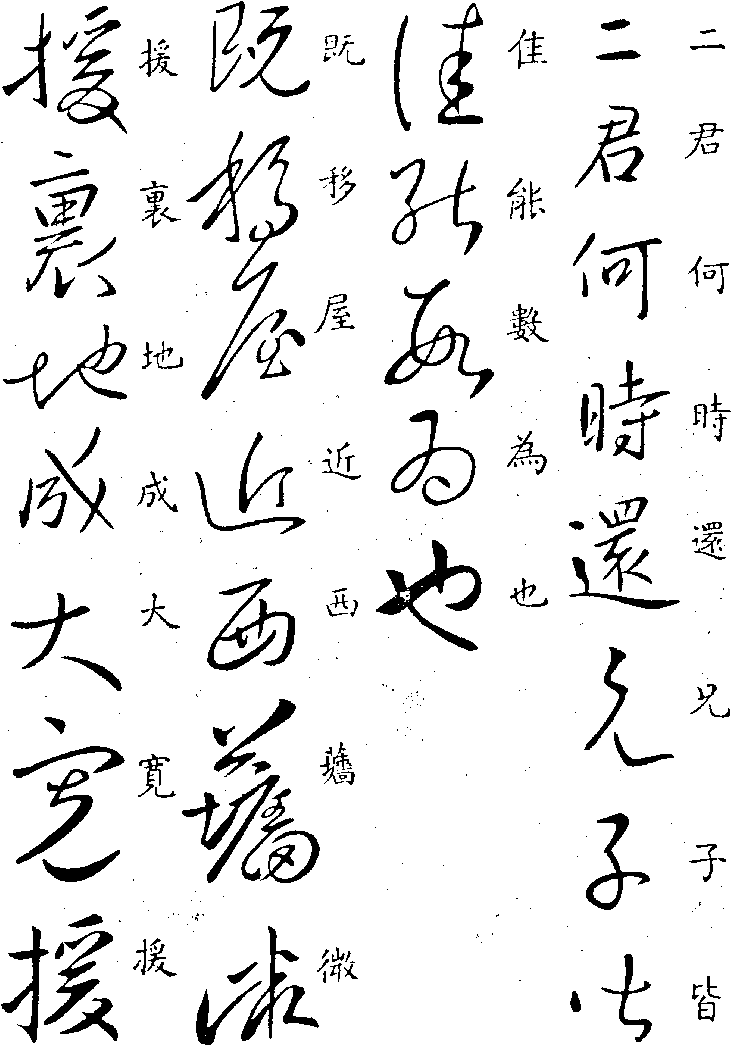 二君何時還兄子皆
二君何時還兄子皆
佳能數為也
佳能數為也
既移屋近西墻微
既移屋近西墻微
援裏地成大寬援
援裏地成大寬援